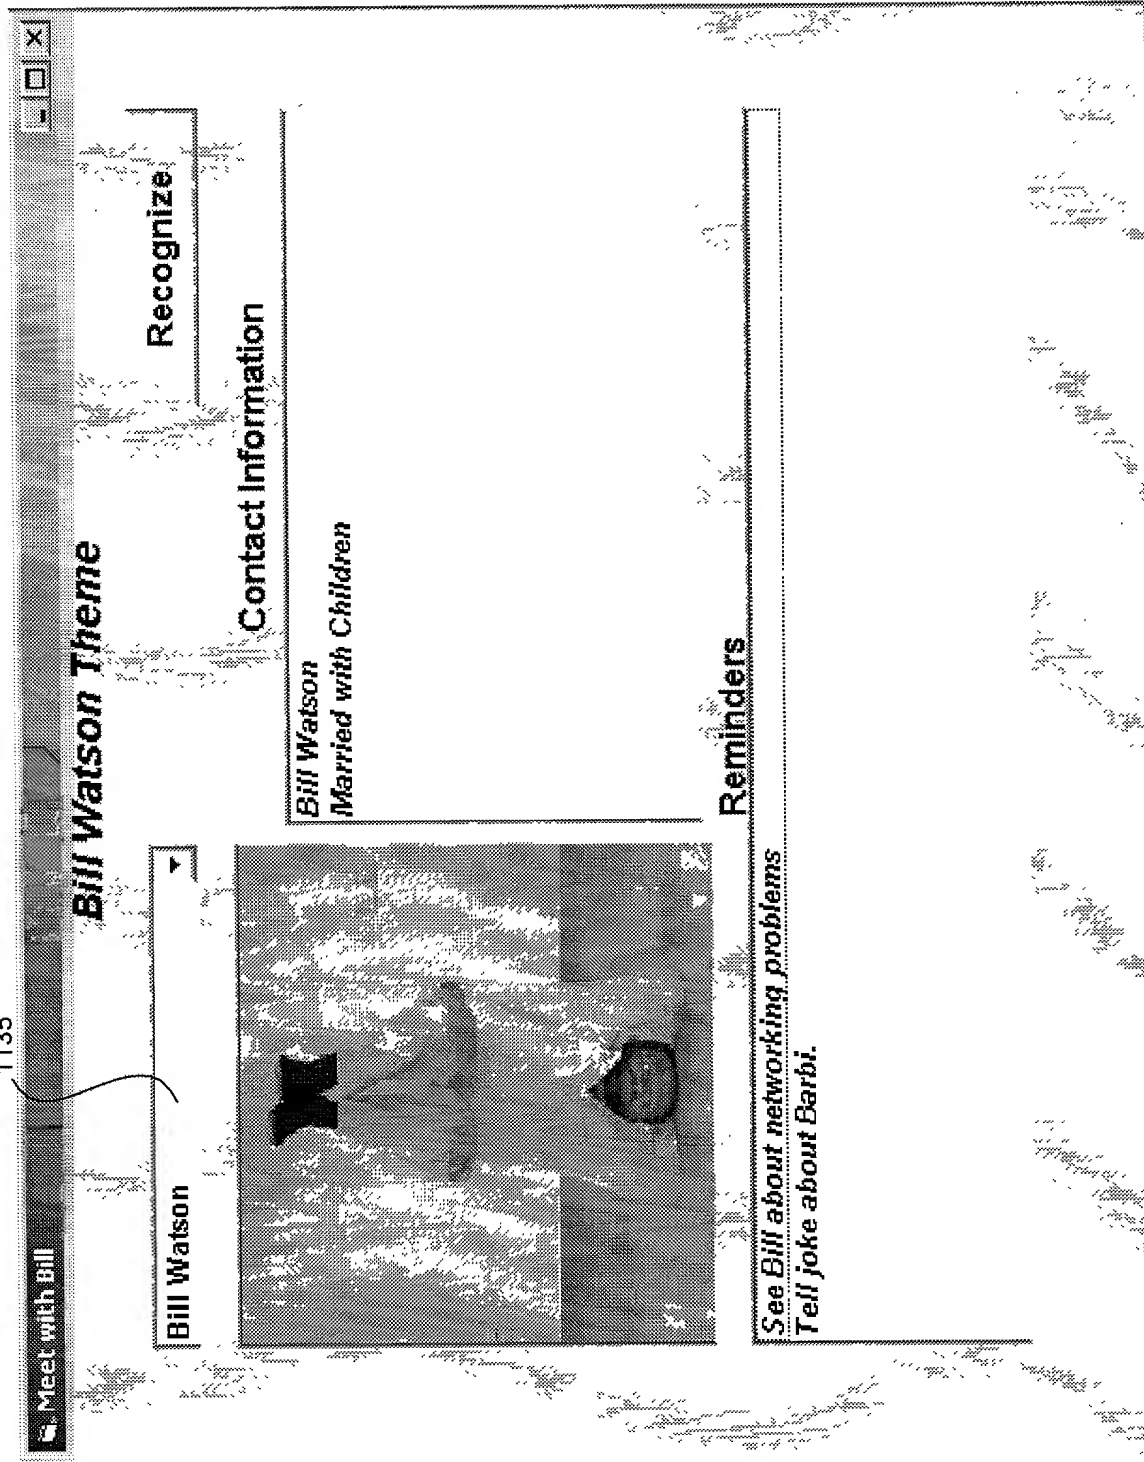 1135
Meet with Bill
Bill Watson Theme
Bill Watson
Recognize
Contact Information
Bill Watson
Married with Children
Reminders
See Bill about networking problems
Tell joke about Barbi.